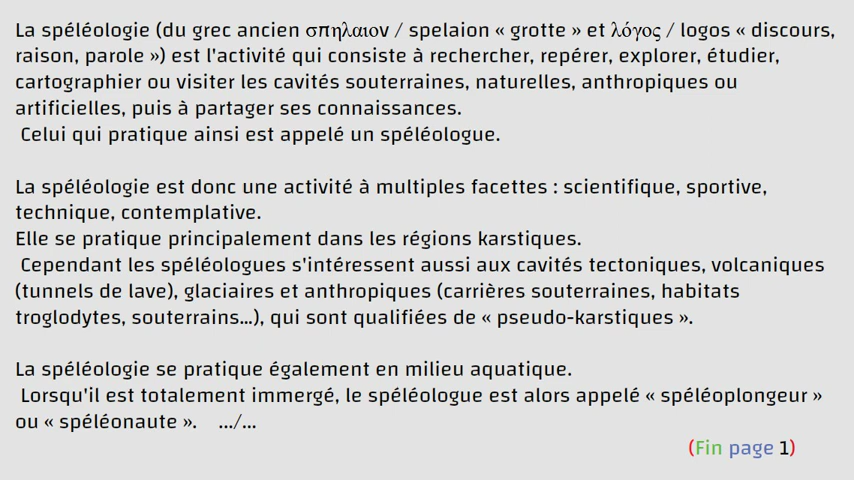 La spéléologie (du grec ancien σπηλαιον / spelaion « grotte » et λόγος / logos « discours,
raison, parole ») est l'activité qui consiste à rechercher, repérer, explorer, étudier,
cartographier ou visiter les cavités souterraines, naturelles, anthropiques ou
artificielles, puis à partager ses connaissances.
Celui qui pratique ainsi est appelé un spéléologue.
La spéléologie est donc une activité à multiples facettes : scientifique, sportive,
technique, contemplative.
Elle se pratique principalement dans les régions karstiques.
Cependant les spéléologues s'intéressent aussi aux cavités tectoniques, volcaniques
(tunnels de lave), glaciaires et anthropiques (carrières souterraines, habitats
troglodytes, souterrains…), qui sont qualifiées de « pseudo-karstiques ».
La spéléologie se pratique également en milieu aquatique.
Lorsqu'il est totalement immergé, le spéléologue est alors appelé « spéléoplongeur »
ou « spéléonaute ». .../...
(Fin page 1)